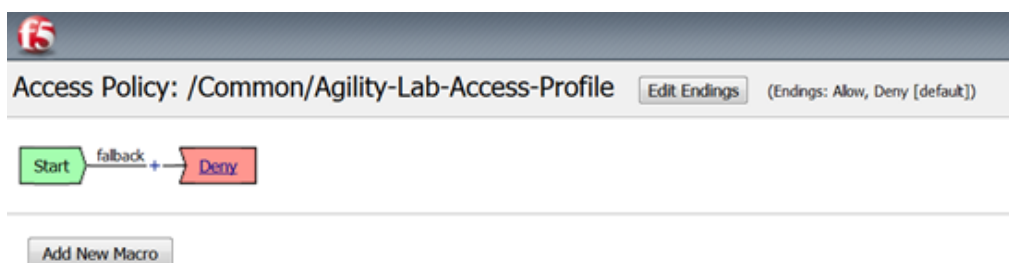 f5
Access Policy: /Common/Agility-Lab-Access-Profile Edit Endings (Endings: Allow, Deny [default])
Start fallback + Deny
Add New Macro